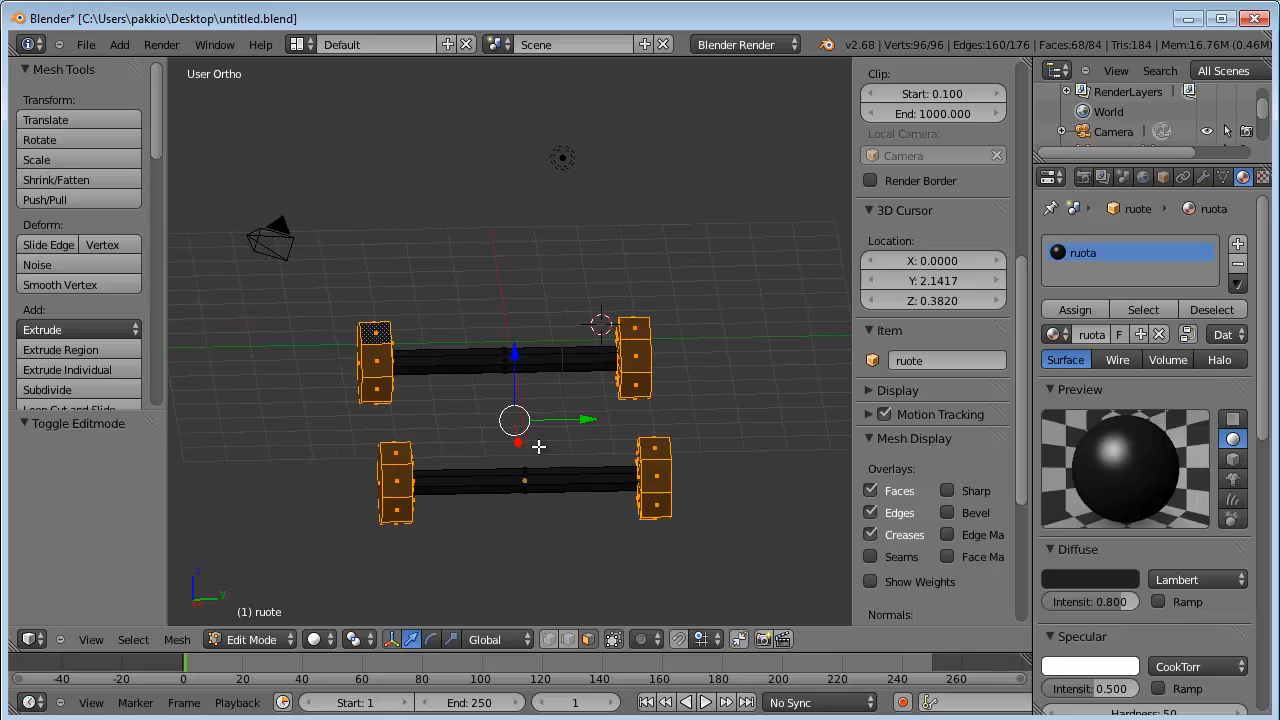 Blender* [C:\Users\pakkio\Desktop\untitled.blend]
File Add Render Window Help Default Scene Blender Render v2.68 | Verts:96/96 | Edges:160/176 | Faces:68/84 | Tris:184 | Mem:16.76M (0.46M)
Mesh Tools
Transform:
Translate
Rotate
Scale
Shrink/Fatten
Push/Pull
Deform:
Slide Edge Vertex
Noise
Smooth Vertex
Add:
Extrude
Extrude Region
Extrude Individual
Subdivide
Loop Cut and Slide
Toggle Editmode
User Ortho
z
y
(1) ruote
Clip:
Start: 0.100
End: 1000.000
Local Camera:
Camera
Render Border
3D Cursor
Location:
X: 0.0000
Y: 2.1417
Z: 0.3820
Item
ruote
Display
Motion Tracking
Mesh Display
Overlays:
Faces Sharp
Edges Bevel
Creases Edge Ma
Seams Face Ma
Show Weights
Normals:
View Search All Scenes
RenderLayers
World
Camera
ruote ruota
ruota
Assign Select Deselect
ruota F Dat
Surface Wire Volume Halo
Preview
Diffuse
Lambert
Intensit: 0.800 Ramp
Specular
CookTorr
Intensit: 0.500 Ramp
Hardness: 50
View Select Mesh Edit Mode Global
-40 -20 0 20 40 60 80 100 120 140 160 180 200 220 240 260
View Marker Frame Playback Start: 1 End: 250 1 No Sync